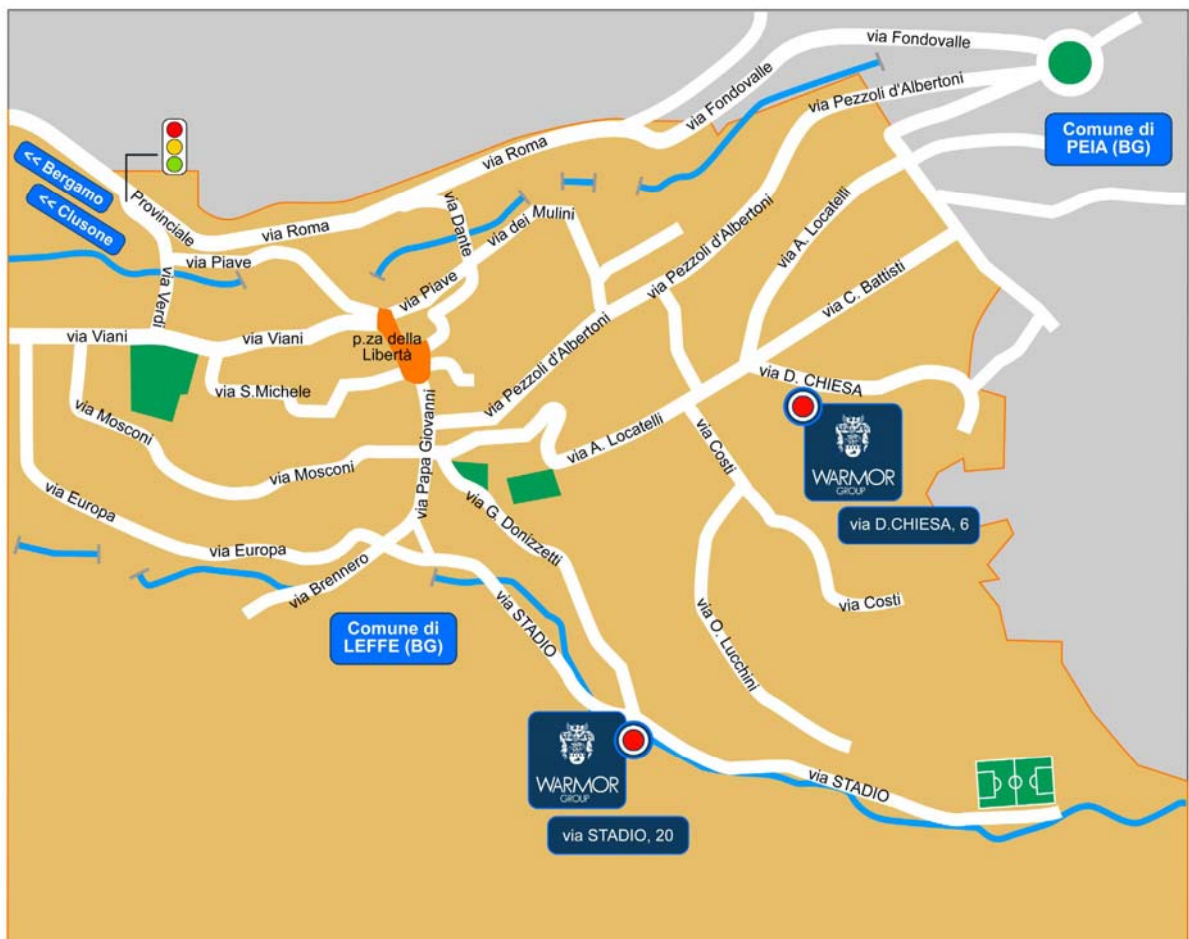 via Fondovalle
via Fondovalle
via Pezzoli d'Albertoni
Comune di
PEIA (BG)
<< Bergamo
<< Clusone
Provinciale
via Roma
via Roma
via Dante
via dei Mulini
via Piave
via Piave
via Verdi
via Pezzoli d'Albertoni
via A. Locatelli
via C. Battisti
via Viani
via Viani
p.za della
Libertà
via Pezzoli d'Albertoni
via S.Michele
via D. CHIESA
via Mosconi
via Mosconi
via Papa Giovanni
via A. Locatelli
via Costi
WARMOR
GROUP
via D.CHIESA, 6
via Europa
via Europa
via G. Donizzetti
via Brennero
via Costi
Comune di
LEFFE (BG)
via STADIO
via O. Lucchini
WARMOR
GROUP
via STADIO
via STADIO, 20